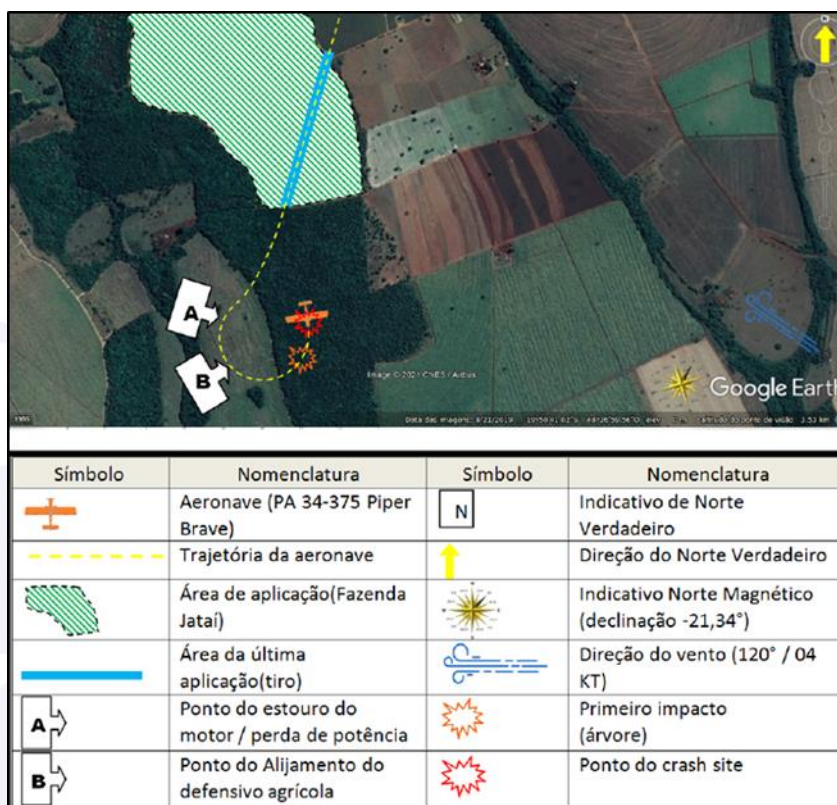 A
B
Image © 2021 CNES / Airbus
Google Earth
1985
Símbolo Nomenclatura Símbolo Nomenclatura
Aeronave (PA 34-375 Piper
Brave)
N
Indicativo de Norte
Verdadeiro
Trajetória da aeronave
Direção do Norte Verdadeiro
Área de aplicação(Fazenda
Jataí)
Indicativo Norte Magnético
(declinação -21,34°)
Área da última
aplicação(tiro)
Direção do vento (120° / 04
KT)
A
Ponto do estouro do
motor / perda de potência
Primeiro impacto
(árvore)
B
Ponto do Alijamento do
defensivo agrícola
Ponto do crash site